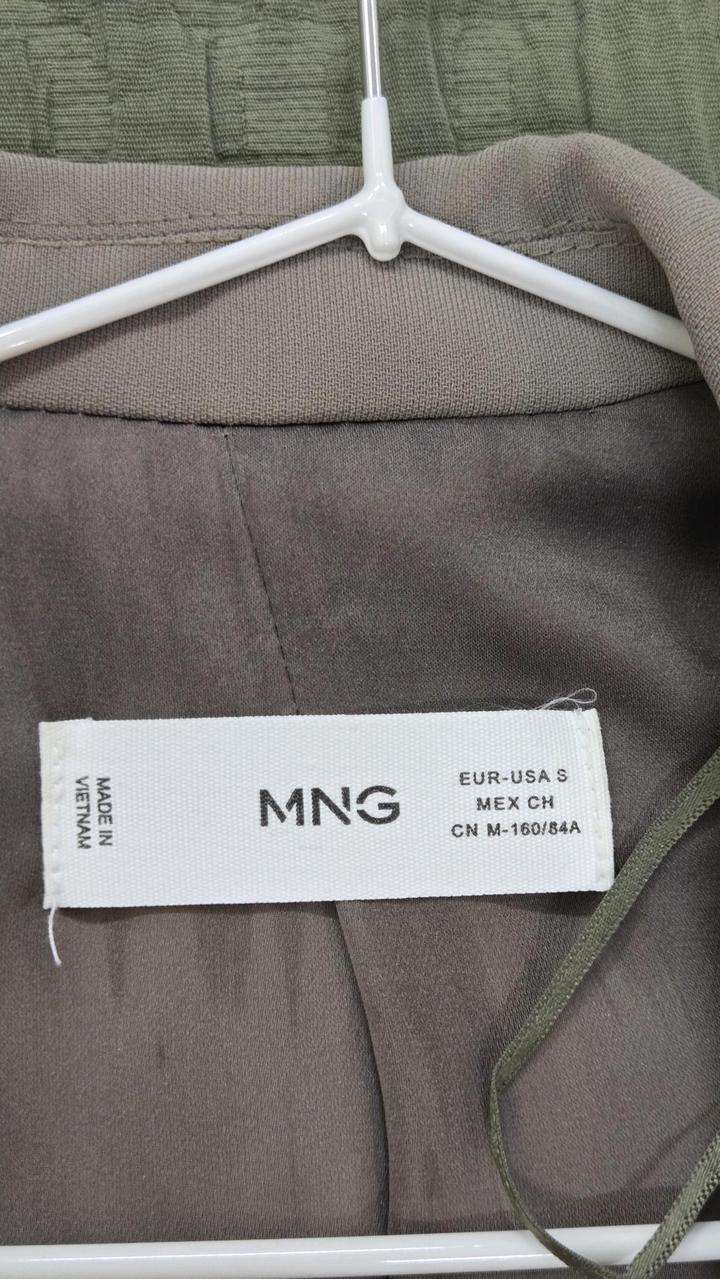 MADE IN
VIETNAM
MNG
EUR-USA S
MEX CH
CN M-160/84A